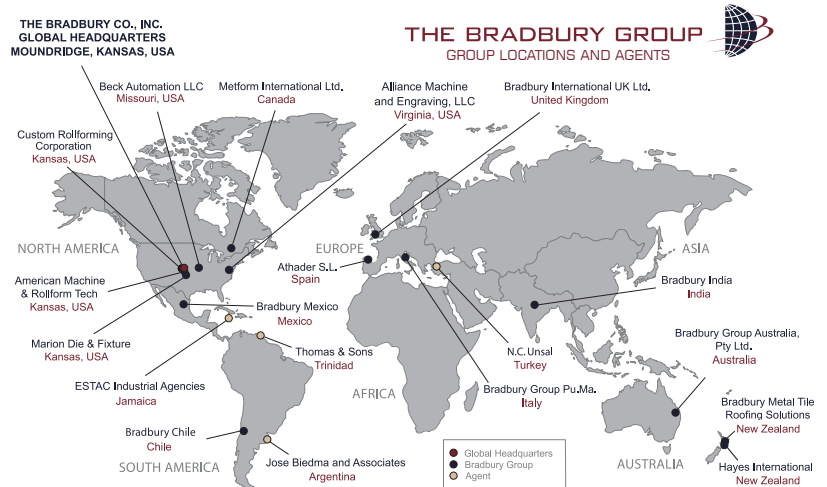 THE BRADBURY CO., INC.
GLOBAL HEADQUARTERS
MOUNDRIDGE, KANSAS, USA
THE BRADBURY GROUP
GROUP LOCATIONS AND AGENTS
Beck Automation LLC
Missouri, USA
Metform International Ltd.
Canada
Alliance Machine
and Engraving, LLC
Virginia, USA
Bradbury International UK Ltd.
United Kingdom
Custom Rollforming
Corporation
Kansas, USA
NORTH AMERICA
EUROPE
ASIA
American Machine
& Rollform Tech
Kansas, USA
Athader S.L.
Spain
Bradbury India
India
Bradbury Mexico
Mexico
Marion Die & Fixture
Kansas, USA
Thomas & Sons
Trinidad
N.C. Unsal
Turkey
Bradbury Group Australia,
Pty Ltd.
Australia
ESTAC Industrial Agencies
Jamaica
AFRICA
Bradbury Group Pu.Ma.
Italy
Bradbury Metal Tile
Roofing Solutions
New Zealand
Bradbury Chile
Chile
SOUTH AMERICA
Jose Biedma and Associates
Argentina
Global Headquarters
Bradbury Group
Agent
AUSTRALIA
Hayes International
New Zealand